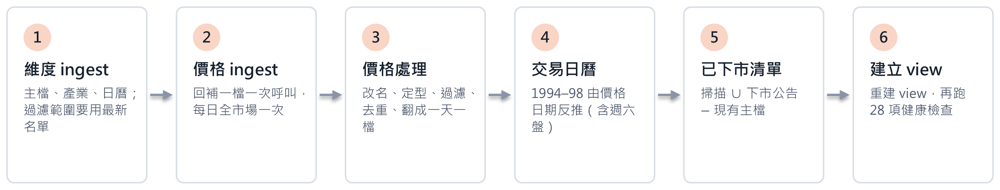 1
維度 ingest
主檔、產業、日曆；
過濾範圍要用最新
名單
2
價格 ingest
回補一檔一次呼叫，
每日全市場一次
3
價格處理
改名、定型、過濾、
去重、翻成一天一
檔
4
交易日曆
1994–98 由價格
日期反推（含週六
盤）
5
已下市清單
掃描 ∪ 下市公告
− 現有主檔
6
建立 view
重建 view，再跑
28 項健康檢查